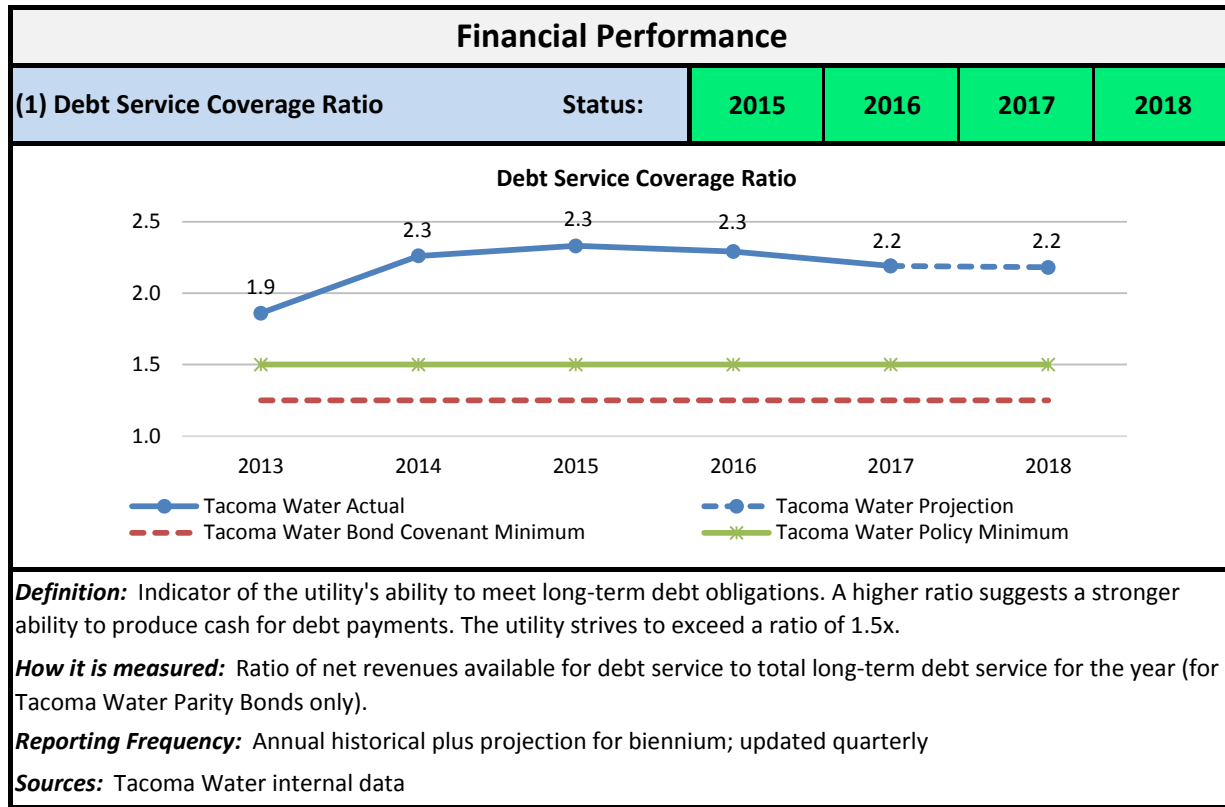 Financial Performance
(1) Debt Service Coverage Ratio Status: 2015 2016 2017 2018
Debt Service Coverage Ratio
2.5
2.0
1.5
1.0
1.9 2.3 2.3 2.3 2.2 2.2
2013 2014 2015 2016 2017 2018
Tacoma Water Actual Tacoma Water Projection
Tacoma Water Bond Covenant Minimum Tacoma Water Policy Minimum
Definition: Indicator of the utility's ability to meet long-term debt obligations. A higher ratio suggests a stronger
ability to produce cash for debt payments. The utility strives to exceed a ratio of 1.5x.
How it is measured: Ratio of net revenues available for debt service to total long-term debt service for the year (for
Tacoma Water Parity Bonds only).
Reporting Frequency: Annual historical plus projection for biennium; updated quarterly
Sources: Tacoma Water internal data